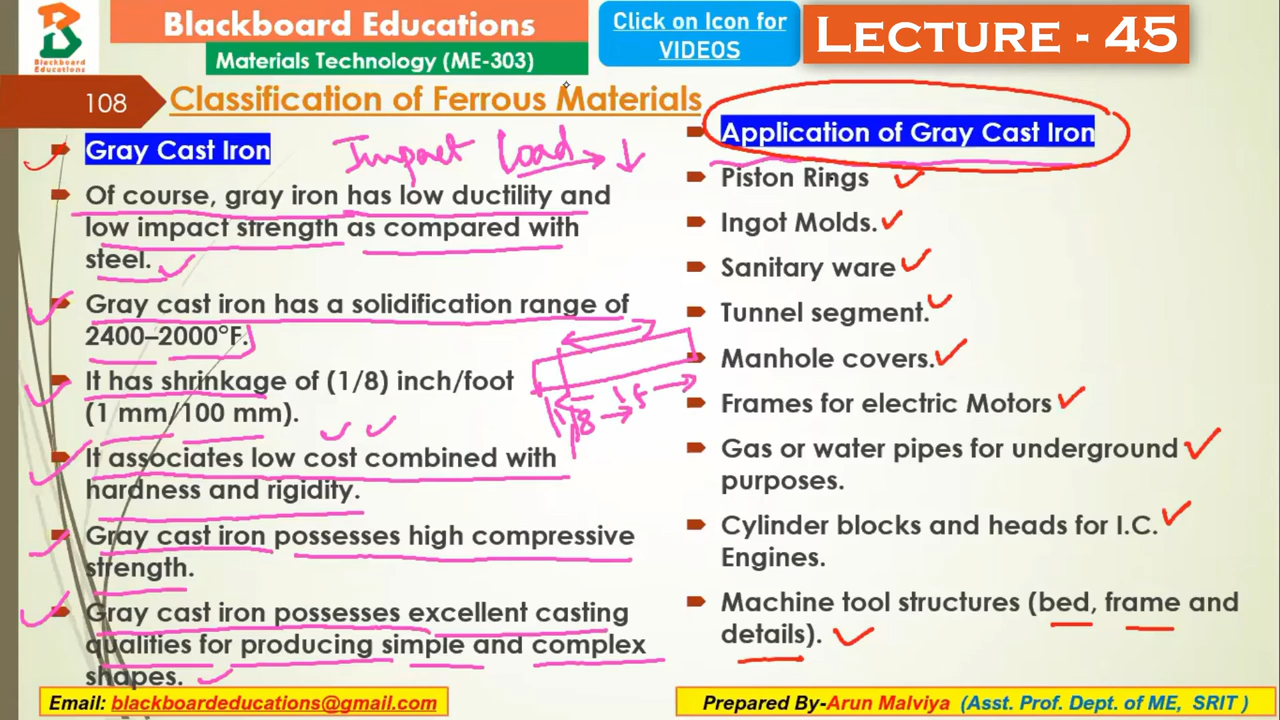 Blackboard Educations
Blackboard
Educations
Materials Technology (ME-303)
Click on Icon for
VIDEOS
LECTURE - 45
108
Classification of Ferrous Materials
Gray Cast Iron
Impact Load
Of course, gray iron has low ductility and
low impact strength as compared with
steel.
Gray cast iron has a solidification range of
2400–2000°F.
It has shrinkage of (1/8) inch/foot
(1 mm/100 mm).
It associates low cost combined with
hardness and rigidity.
Gray cast iron possesses high compressive
strength.
Gray cast iron possesses excellent casting
qualities for producing simple and complex
shapes.
Application of Gray Cast Iron
Piston Rings
Ingot Molds.
Sanitary ware
Tunnel segment.
Manhole covers.
Frames for electric Motors
Gas or water pipes for underground
purposes.
Cylinder blocks and heads for I.C.
Engines.
Machine tool structures (bed, frame and
details).
Email: blackboardeducations@gmail.com
Prepared By-Arun Malviya (Asst. Prof. Dept. of ME, SRIT )